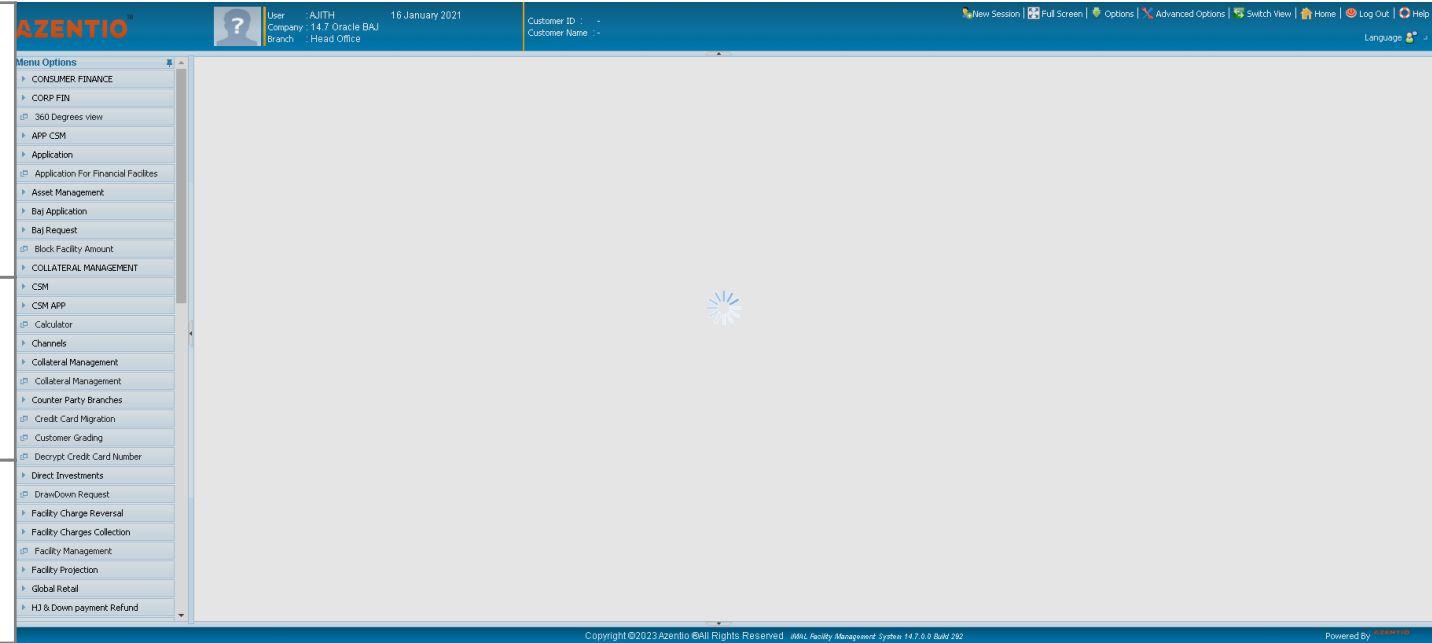 AZENTIO™
User : AJITH 16 January 2021
Company : 14.7 Oracle BAJ
Branch : Head Office
Customer ID : -
Customer Name : -
New Session | Full Screen | Options | Advanced Options | Switch View | Home | Log Out | Help
Language
Menu Options
CONSUMER FINANCE
CORP FIN
360 Degrees view
APP CSM
Application
Application For Financial Facilites
Asset Management
Baj Application
Baj Request
Block Facility Amount
COLLATERAL MANAGEMENT
CSM
CSM APP
Calculator
Channels
Collateral Management
Collateral Management
Counter Party Branches
Credit Card Migration
Customer Grading
Decrypt Credit Card Number
Direct Investments
DrawDown Request
Facility Charge Reversal
Facility Charges Collection
Facility Management
Facility Projection
Global Retail
HJ & Down payment Refund
Copyright ©2023 Azentio ®All Rights Reserved iMAL Facility Management System 14.7.0.0 Build 292
Powered By AZENTIO